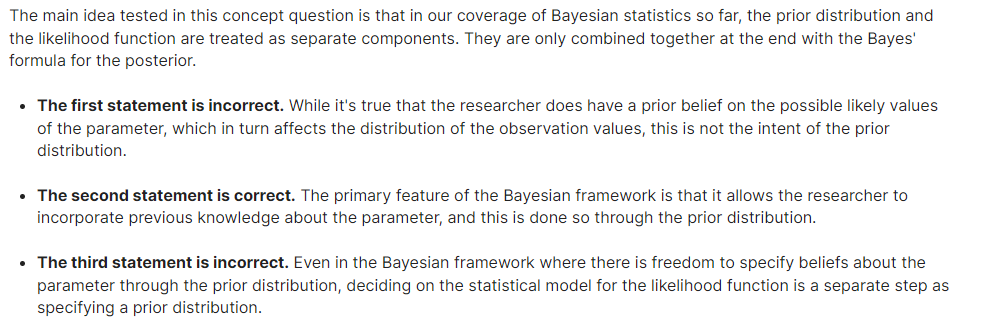 The main idea tested in this concept question is that in our coverage of Bayesian statistics so far, the prior distribution and
the likelihood function are treated as separate components. They are only combined together at the end with the Bayes'
formula for the posterior.
• The first statement is incorrect. While it's true that the researcher does have a prior belief on the possible likely values
of the parameter, which in turn affects the distribution of the observation values, this is not the intent of the prior
distribution.
• The second statement is correct. The primary feature of the Bayesian framework is that it allows the researcher to
incorporate previous knowledge about the parameter, and this is done so through the prior distribution.
• The third statement is incorrect. Even in the Bayesian framework where there is freedom to specify beliefs about the
parameter through the prior distribution, deciding on the statistical model for the likelihood function is a separate step as
specifying a prior distribution.